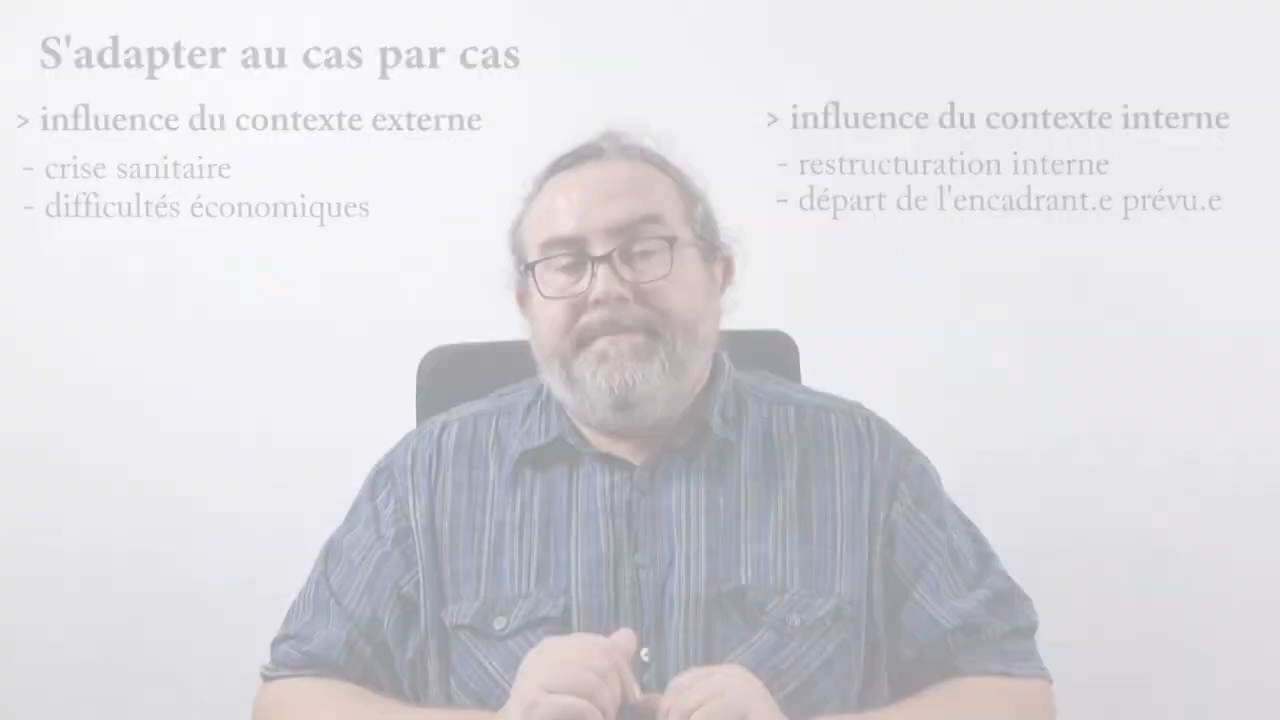 S'adapter au cas par cas
> influence du contexte externe
- crise sanitaire
- difficultés économiques
> influence du contexte interne
- restructuration interne
- départ de l'encadrant.e prévu.e